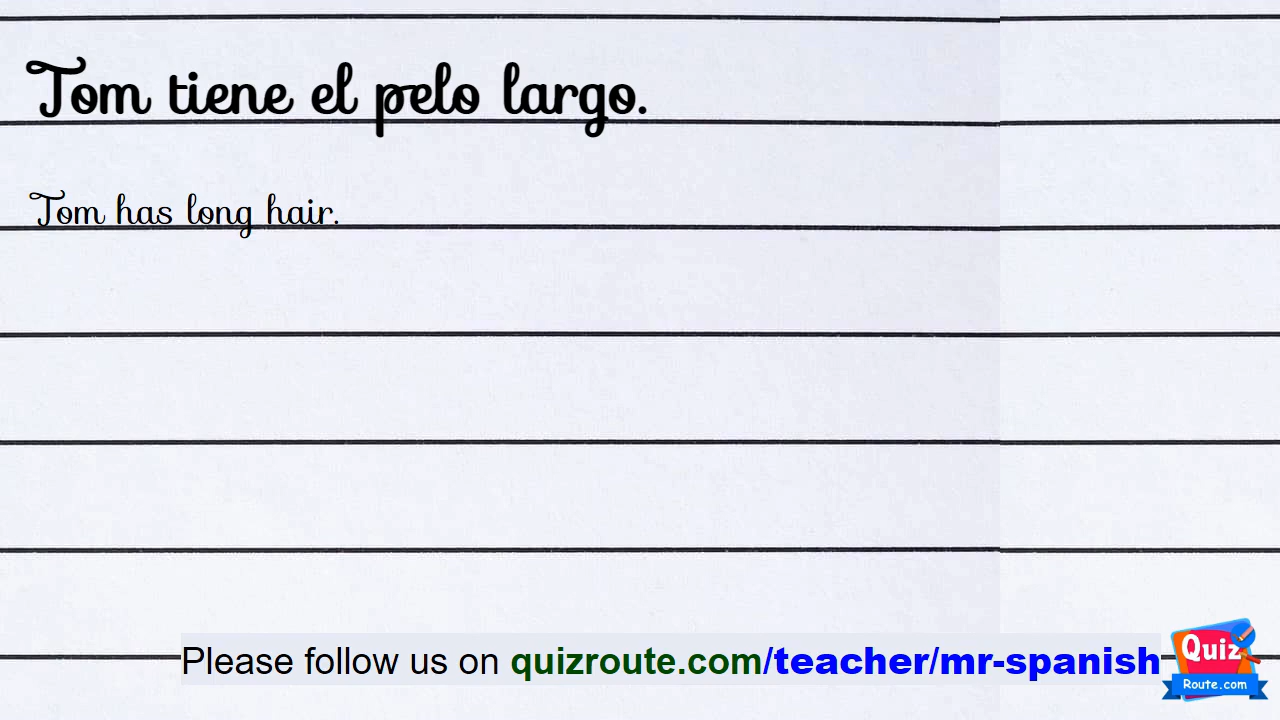 Tom tiene el pelo largo.
Tom has long hair.
Please follow us on quizroute.com/teacher/mr-spanish
Quiz
Route.com